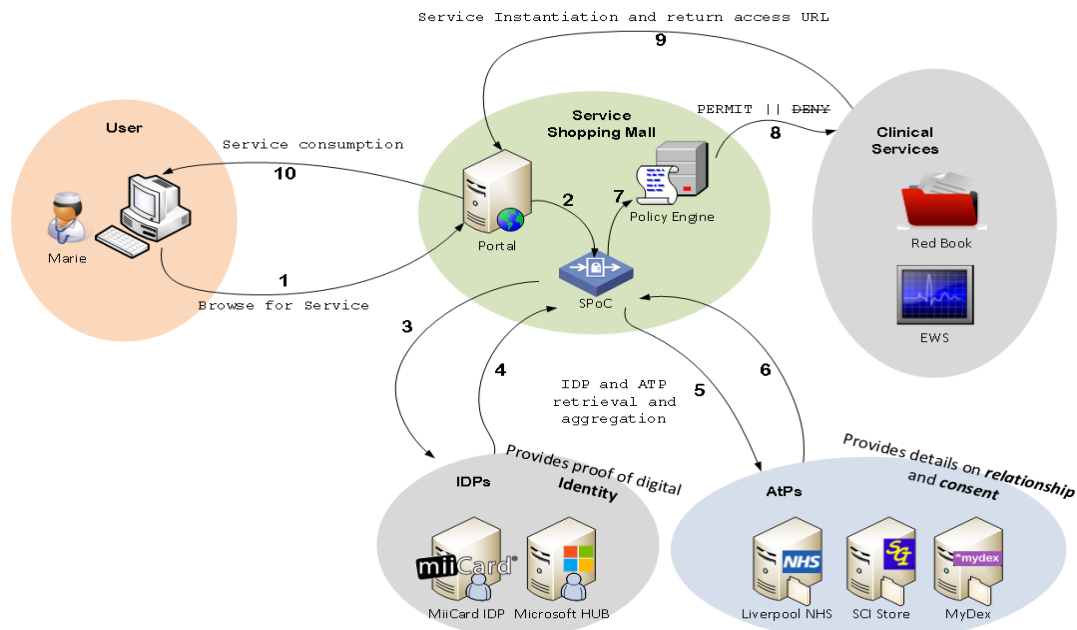 Service Instantiation and return access URL
9
User
Service
Shopping Mall
PERMIT || DENY
8
Clinical
Services
Service consumption
10
2
7
Policy Engine
Red Book
Marie
Portal
1
Browse for Service
SPoC
EWS
3
4
IDP and ATP
retrieval and
aggregation
5
6
Provides proof of digital
Identity
Provides details on relationship
and consent
IDPs
AtPs
miiCard®
NHS
SCI
mydex
MiiCard IDP
Microsoft HUB
Liverpool NHS
SCI Store
MyDex